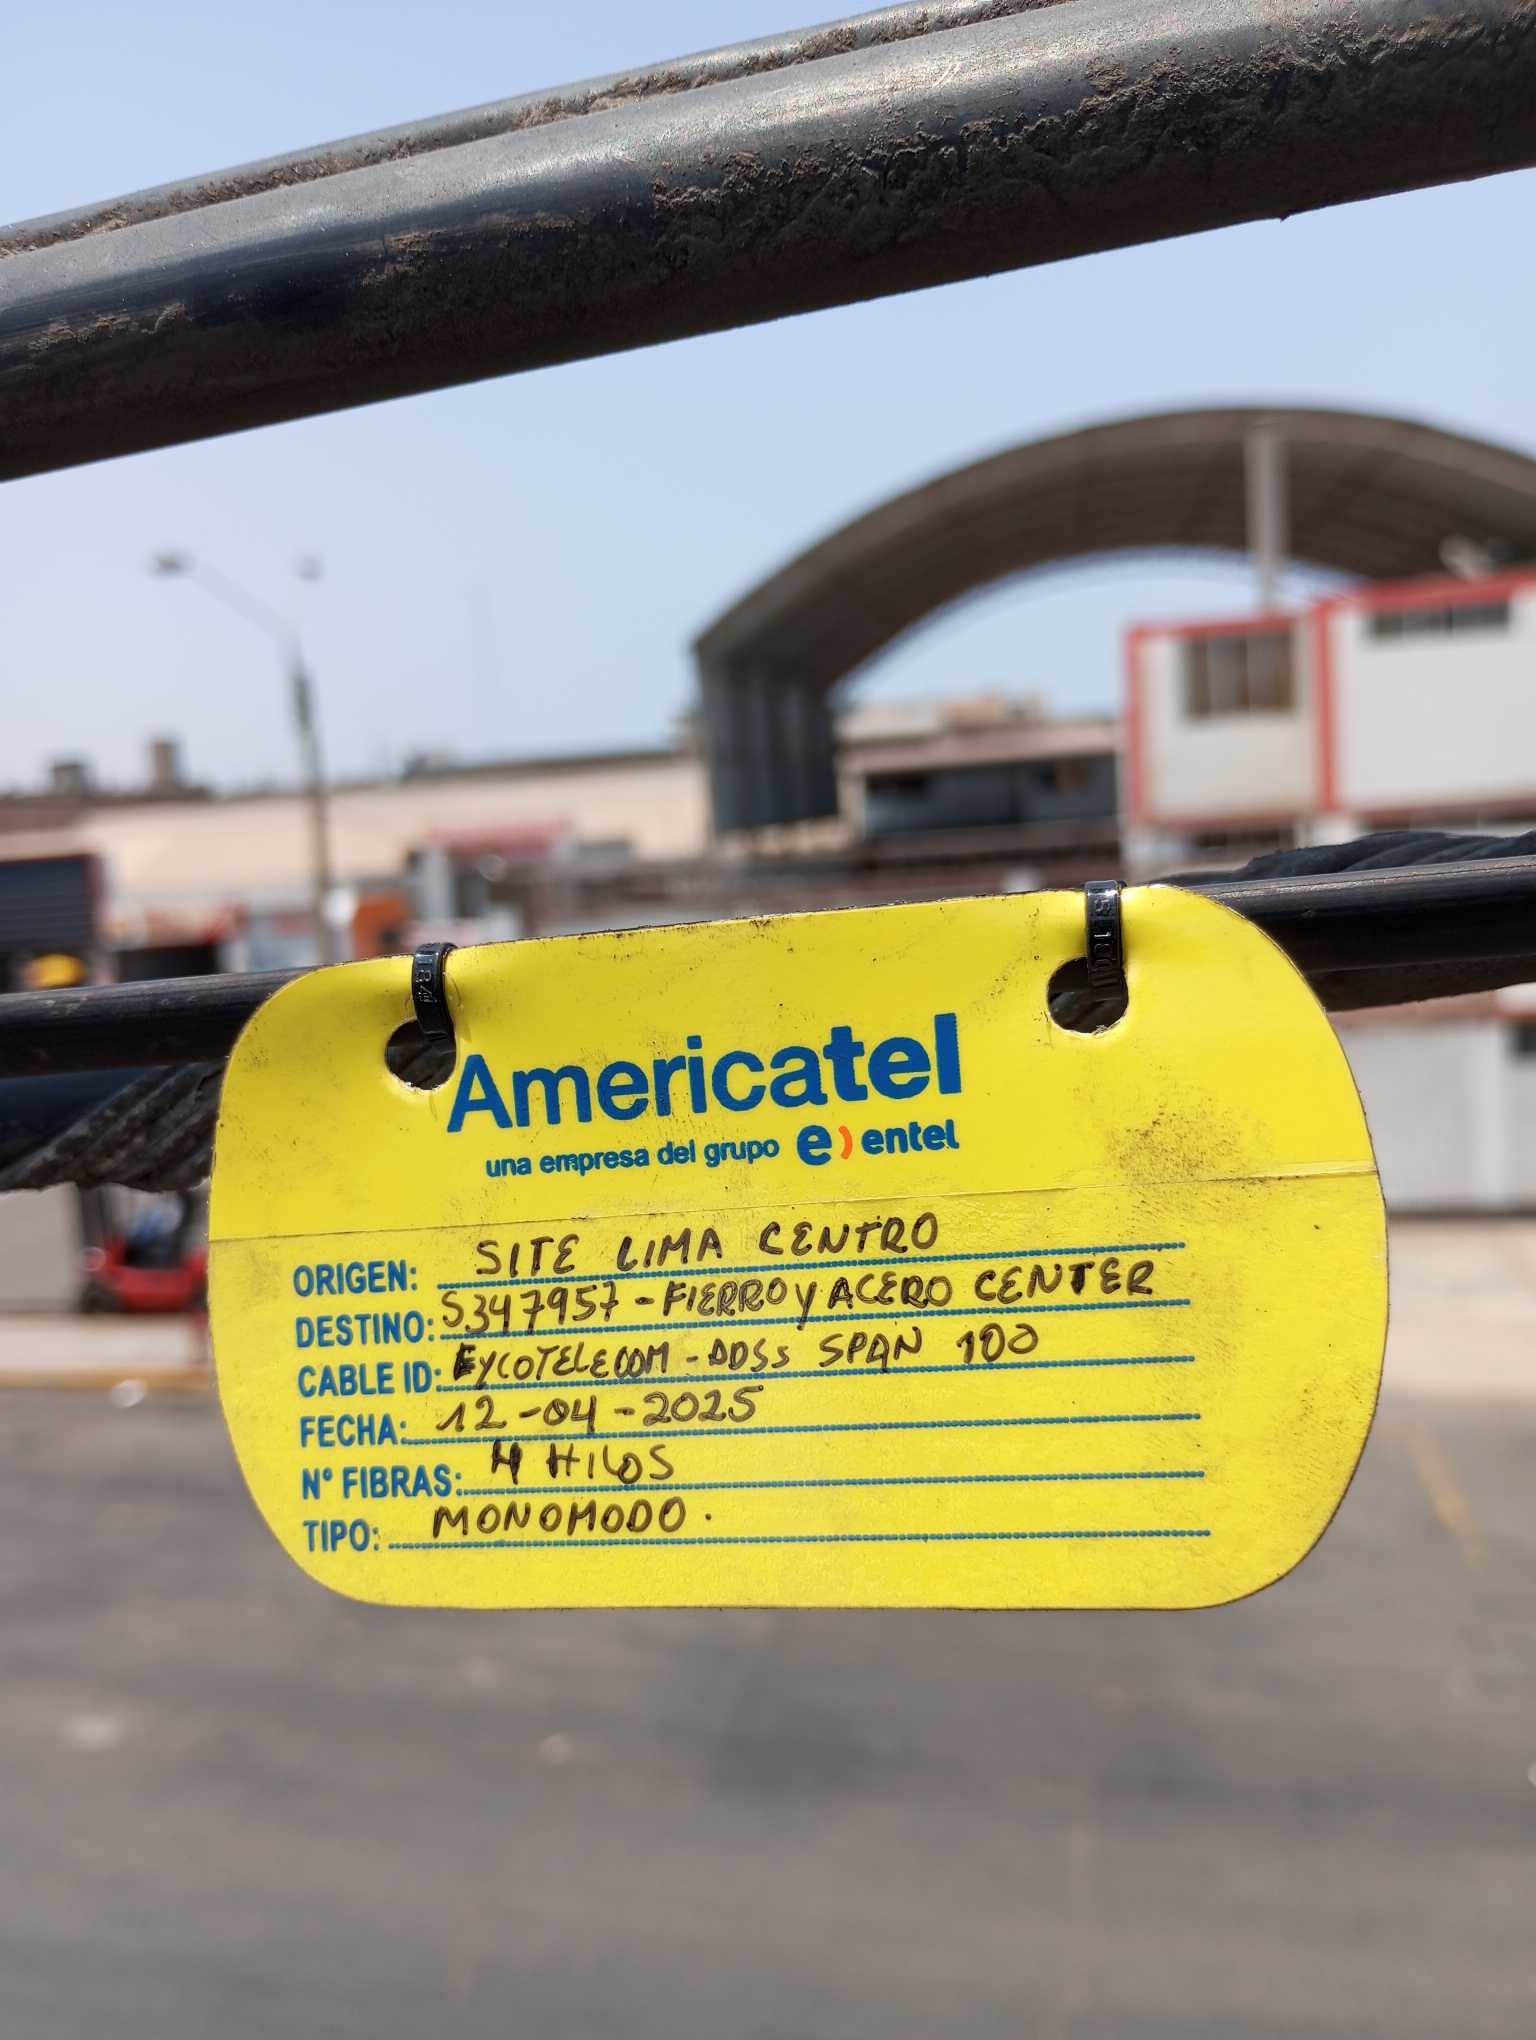 Americatel
una empresa del grupo e) entel
ORIGEN: SITE LIMA CENTRO
DESTINO: S347957-FIERRO Y ACERO CENTER
CABLE ID: EYCOTELECOM-ADSS SPAN 100
FECHA: 12-04-2025
N° FIBRAS: 4 HILOS
TIPO: MONOMODO.